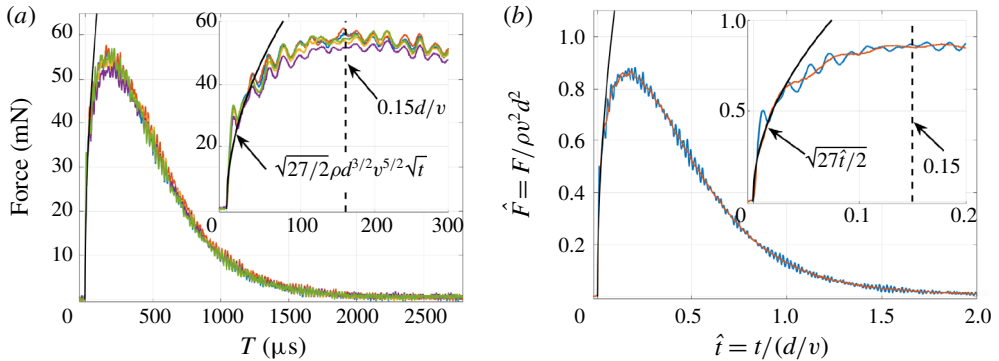 (a)
60
50
40
30
20
10
0
Force (mN)
0 500 1000 1500 2000 2500
T (μs)
60
40
20
0 100 200 300
0.15d/v
√27/2ρd^3/2v^5/2√t
(b)
1.0
0.8
0.6
0.4
0.2
F̂ = F/ρv²d²
0 0.5 1.0 1.5 2.0
t̂ = t/(d/v)
1.0
0.5
0 0.1 0.2
√27t̂/2
0.15